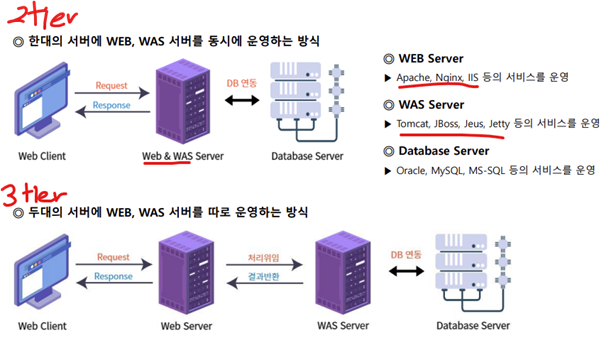 2tier
◎ 한대의 서버에 WEB, WAS 서버를 동시에 운영하는 방식
Request
Response
DB 연동
Web Client
Web & WAS Server
Database Server
◎ WEB Server
▶ Apache, Nginx, IIS 등의 서비스를 운영
◎ WAS Server
▶ Tomcat, JBoss, Jeus, Jetty 등의 서비스를 운영
◎ Database Server
▶ Oracle, MySQL, MS-SQL 등의 서비스를 운영
3tier
◎ 두대의 서버에 WEB, WAS 서버를 따로 운영하는 방식
Request
Response
처리위임
결과반환
DB 연동
Web Client
Web Server
WAS Server
Database Server